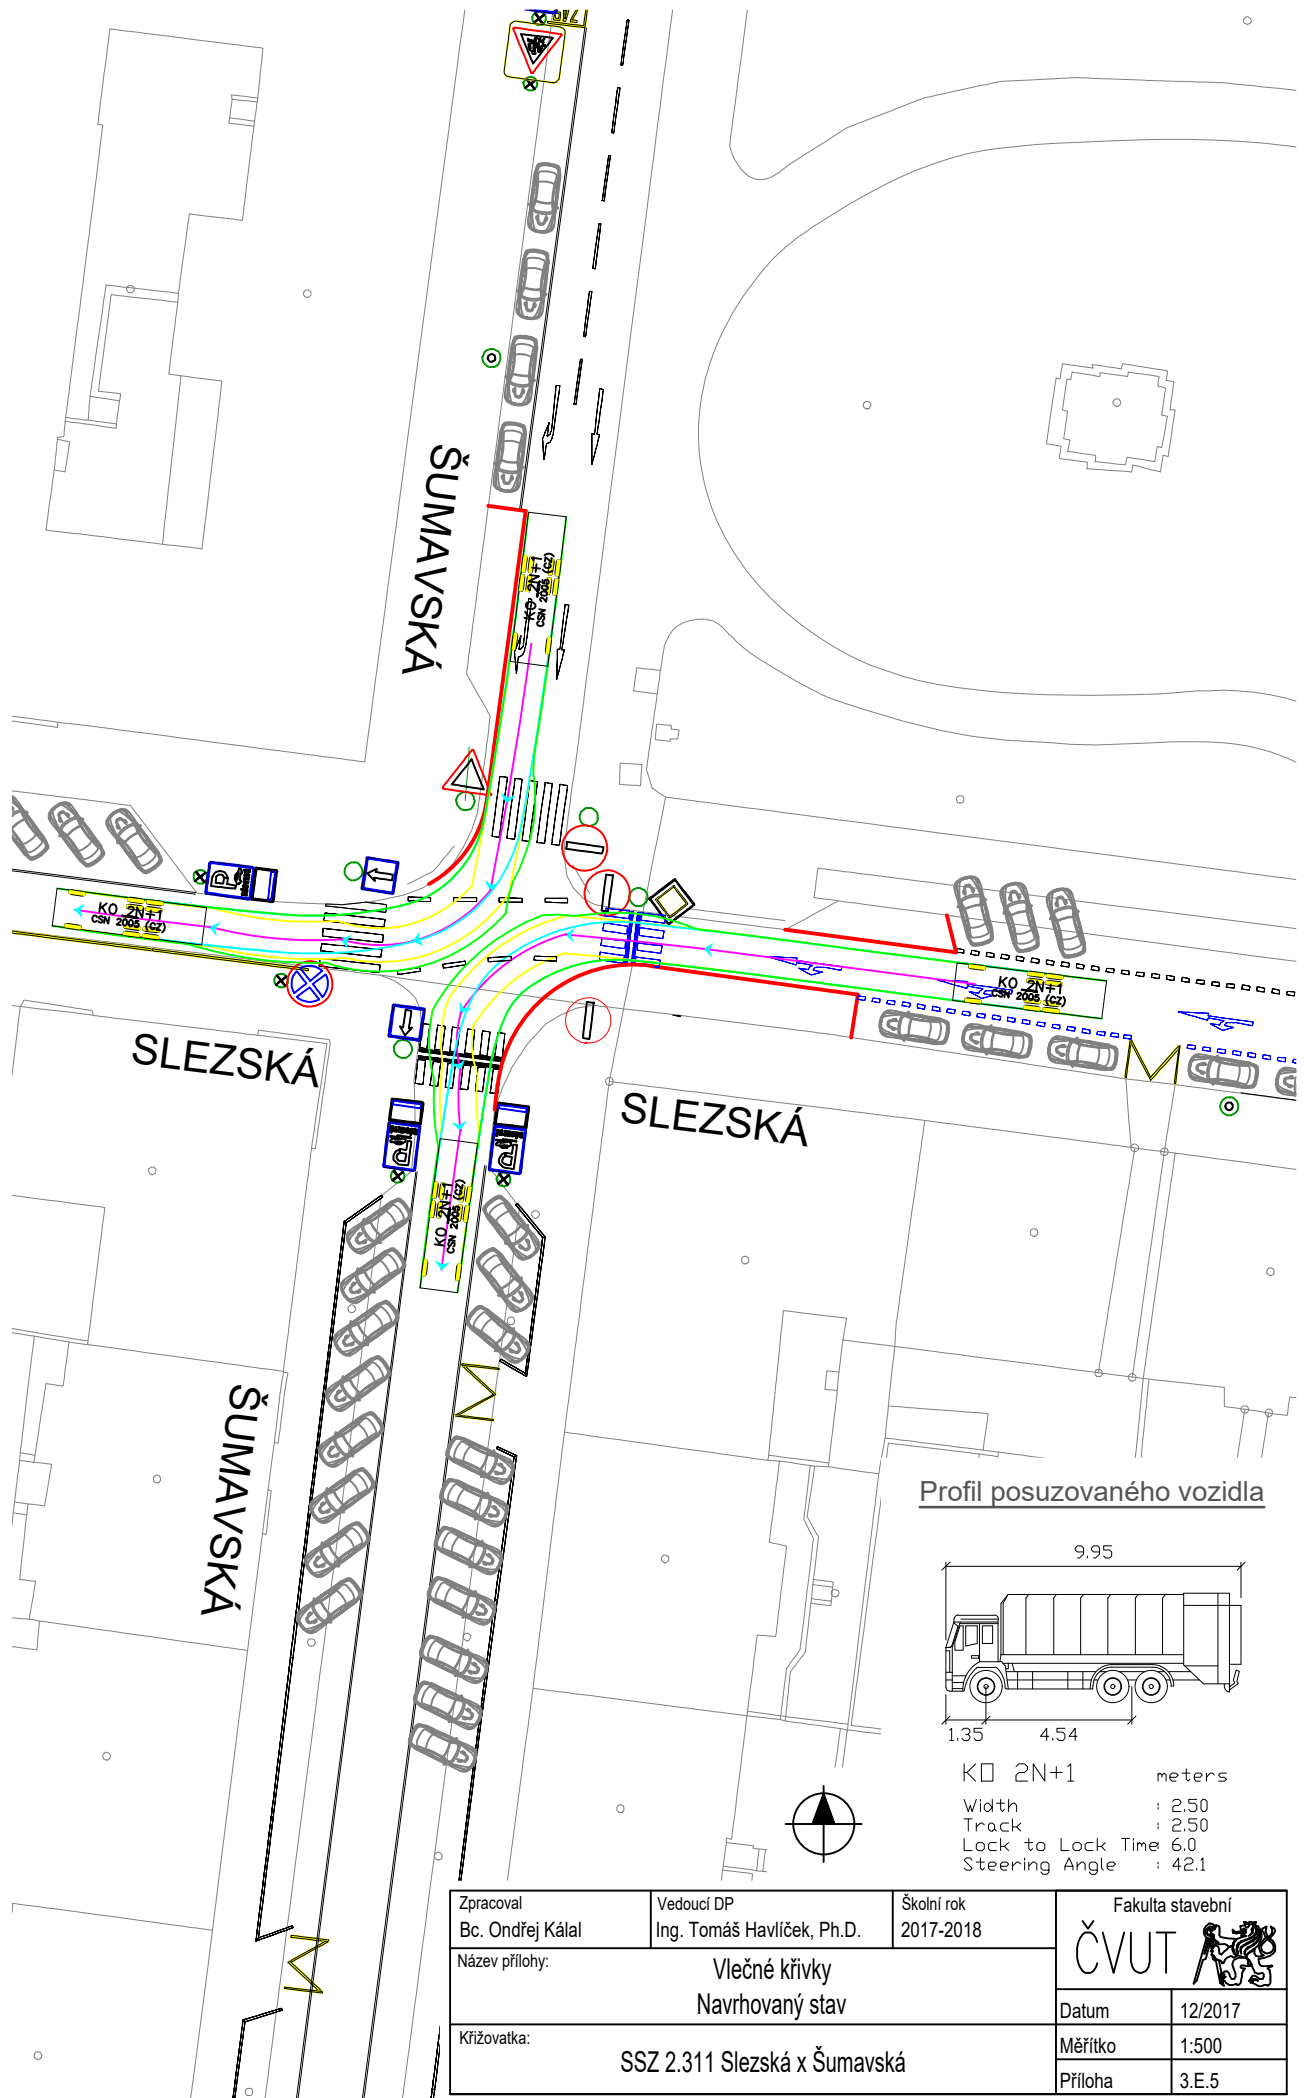 ŠUMAVSKÁ
KO 2N+1
CSN 2005 (CZ)
P
KO 2N+1
CSN 2005 (CZ)
KO 2N+1
CSN 2005 (CZ)
SLEZSKÁ
SLEZSKÁ
KO 2N+1
CSN 2005 (CZ)
ŠUMAVSKÁ
Profil posuzovaného vozidla
9.95
1.35
4.54
KO 2N+1 meters
Width : 2.50
Track : 2.50
Lock to Lock Time : 6.0
Steering Angle : 42.1
Zpracoval
Bc. Ondřej Kálal
Vedoucí DP
Ing. Tomáš Havlíček, Ph.D.
Školní rok
2017-2018
Fakulta stavební
ČVUT
Název přílohy:
Vlečné křivky
Navrhovaný stav
Datum 12/2017
Křižovatka:
SSZ 2.311 Slezská x Šumavská
Měřítko 1:500
Příloha 3.E.5